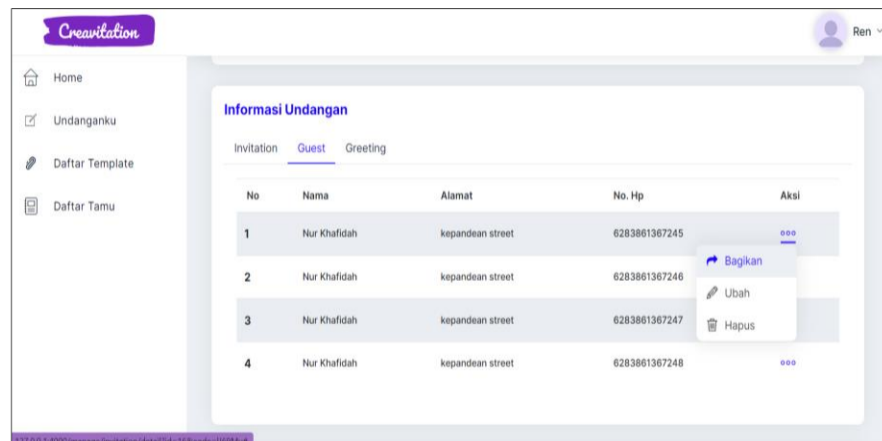 Creavitation
Ren
Home
Undanganku
Daftar Template
Daftar Tamu
Informasi Undangan
Invitation Guest Greeting
No Nama Alamat No. Hp Aksi
1 Nur Khafidah kepandean street 6283861367245
Bagikan
2 Nur Khafidah kepandean street 6283861367246
Ubah
3 Nur Khafidah kepandean street 6283861367247
Hapus
4 Nur Khafidah kepandean street 6283861367248